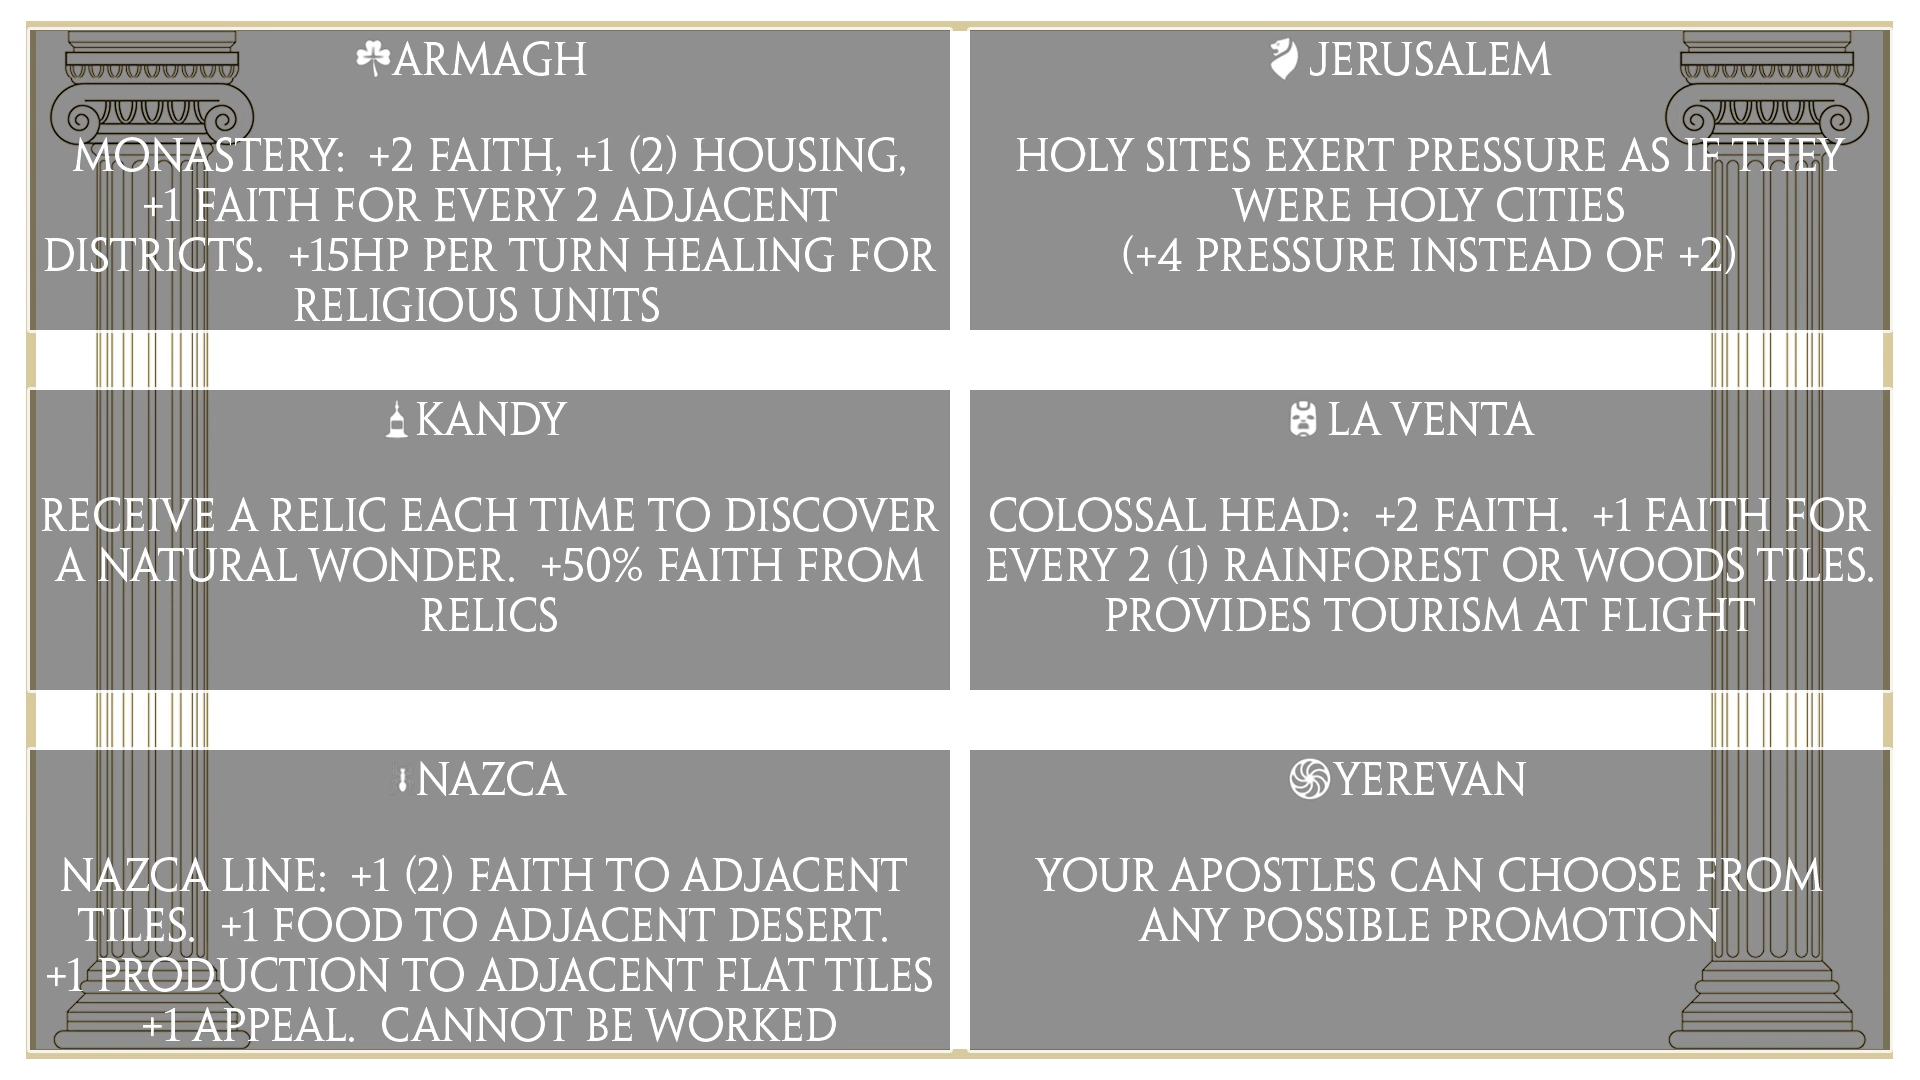 ARMAGH
MONASTERY: +2 FAITH, +1 (2) HOUSING,
+1 FAITH FOR EVERY 2 ADJACENT
DISTRICTS. +15HP PER TURN HEALING FOR
RELIGIOUS UNITS
JERUSALEM
HOLY SITES EXERT PRESSURE AS IF THEY
WERE HOLY CITIES
(+4 PRESSURE INSTEAD OF +2)
KANDY
RECEIVE A RELIC EACH TIME TO DISCOVER
A NATURAL WONDER. +50% FAITH FROM
RELICS
LA VENTA
COLOSSAL HEAD: +2 FAITH. +1 FAITH FOR
EVERY 2 (1) RAINFOREST OR WOODS TILES.
PROVIDES TOURISM AT FLIGHT
NAZCA
NAZCA LINE: +1 (2) FAITH TO ADJACENT
TILES. +1 FOOD TO ADJACENT DESERT.
+1 PRODUCTION TO ADJACENT FLAT TILES
+1 APPEAL. CANNOT BE WORKED
YEREVAN
YOUR APOSTLES CAN CHOOSE FROM
ANY POSSIBLE PROMOTION